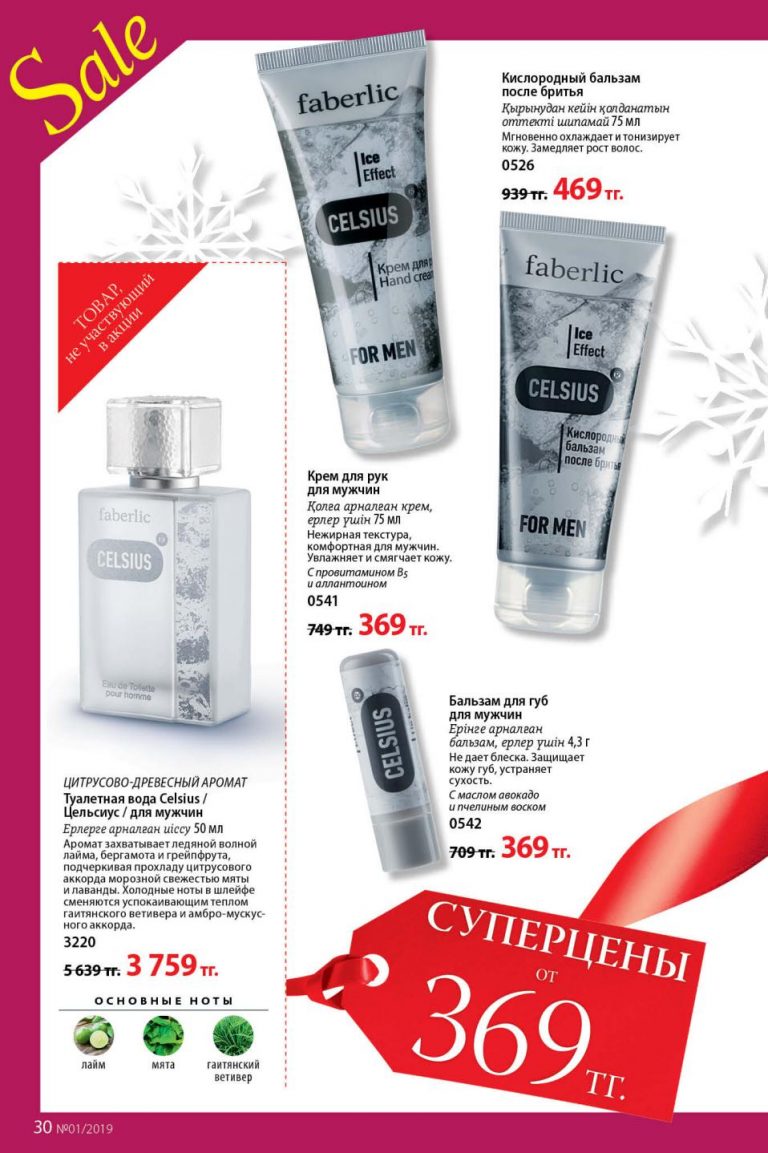 Sale
faberlic
Ice
Effect
CELSIUS
Крем для р
Hand crea
FOR MEN
Кислородный бальзам
после бритья
Қырынудан кейін қолданатын
оттекті шипамай 75 мл
Мгновенно охлаждает и тонизирует
кожу. Замедляет рост волос.
0526
939 тг. 469 тг.
faberlic
Ice
Effect
CELSIUS
Кислородн
бальзам
после брить
FOR MEN
ТОВАР,
не участвующий
в акции
faberlic
CELSIUS
Eau de Toilette
pour homme
Крем для рук
для мужчин
Қолға арналған крем,
ерлер үшін 75 мл
Нежирная текстура,
комфортная для мужчин.
Увлажняет и смягчает кожу.
С провитамином B5
и аллантоином
0541
749 тг. 369 тг.
CELSIUS
Бальзам для губ
для мужчин
Ерінге арналған
бальзам, ерлер үшін 4,3 г
Не дает блеска. Защищает
кожу губ, устраняет
сухость.
С маслом авокадо
и пчелиным воском
0542
709 тг. 369 тг.
ЦИТРУСОВО-ДРЕВЕСНЫЙ АРОМАТ
Туалетная вода Celsius /
Цельсиус / для мужчин
Ерлерге арналған иіссу 50 мл
Аромат захватывает ледяной волной
лайма, бергамота и грейпфрута,
подчеркивая прохладу цитрусового
аккорда морозной свежестью мяты
и лаванды. Холодные ноты в шлейфе
сменяются успокаивающим теплом
гаитянского ветивера и амбро-мускус-
ного аккорда.
3220
5 639 тг. 3 759 тг.
ОСНОВНЫЕ НОТЫ
лайм
мята
гаитянский
ветивер
СУПЕРЦЕНЫ
от
369
тг.
30 №01/2019